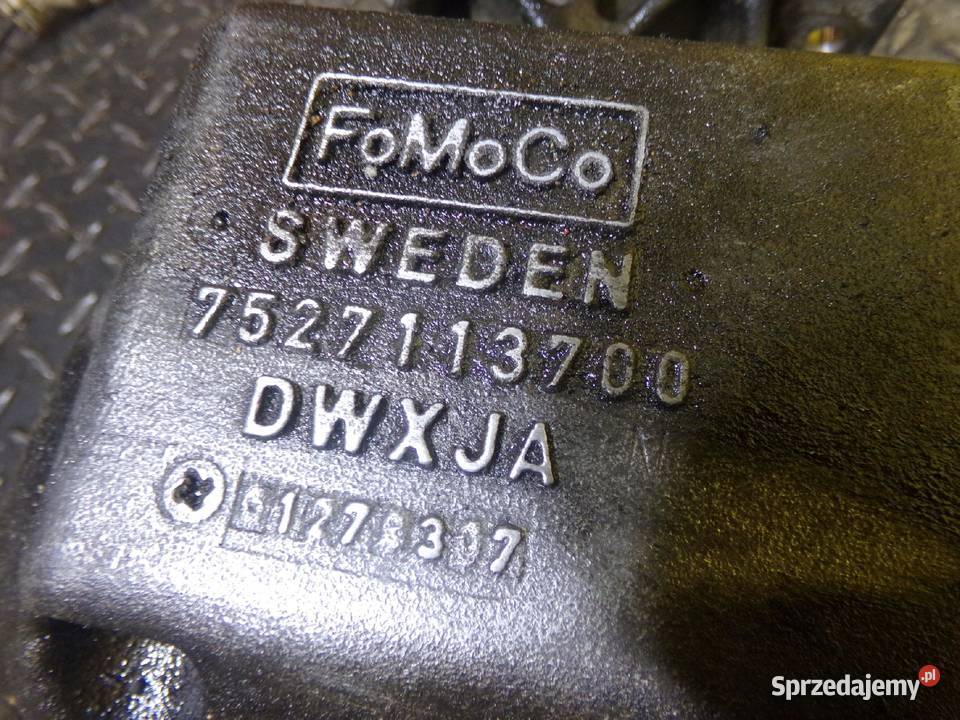 FoMoCo
SWEDEN
7527113700
DWXJA
Sprzedajemy.pl